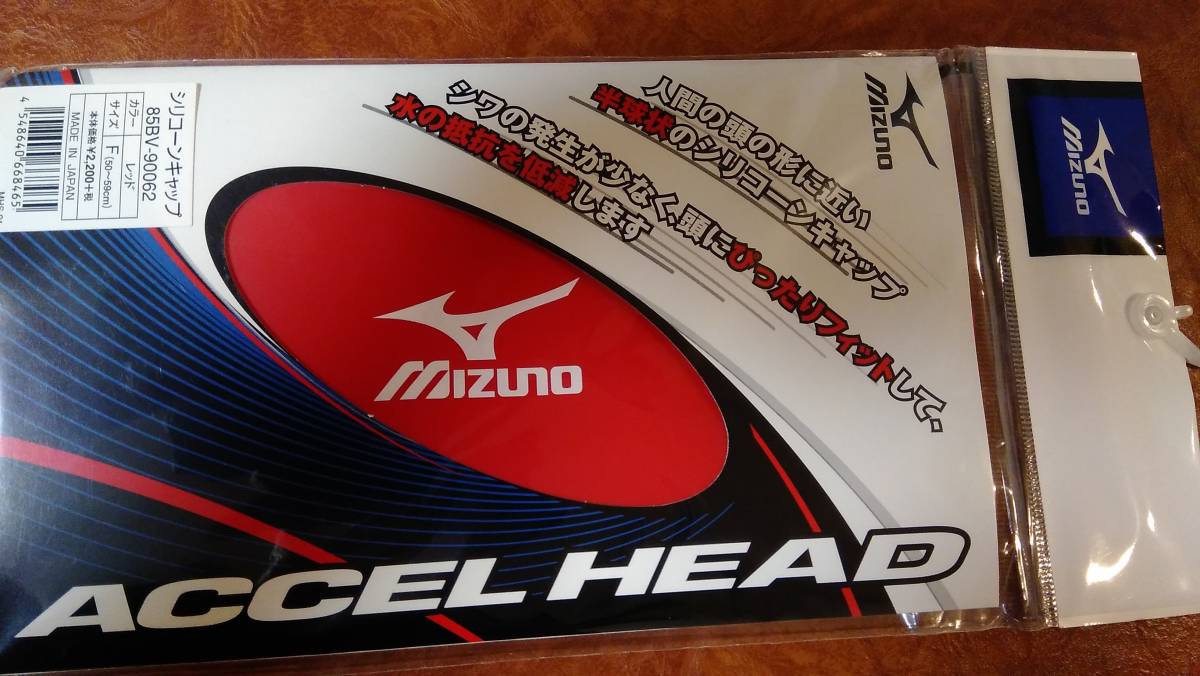 シリコーンキャップ
85BV-90062
カラー レッド
サイズ F(50~59cm)
本体価格¥2,200+税
MADE IN JAPAN
4 548640 668465
人間の頭の形に近い
半球状のシリコーンキャップ
シワの発生が少なく、頭にぴったりフィットして、
水の抵抗を低減します
MIZUNO
MIZUNO
MIZUNO
ACCEL HEAD